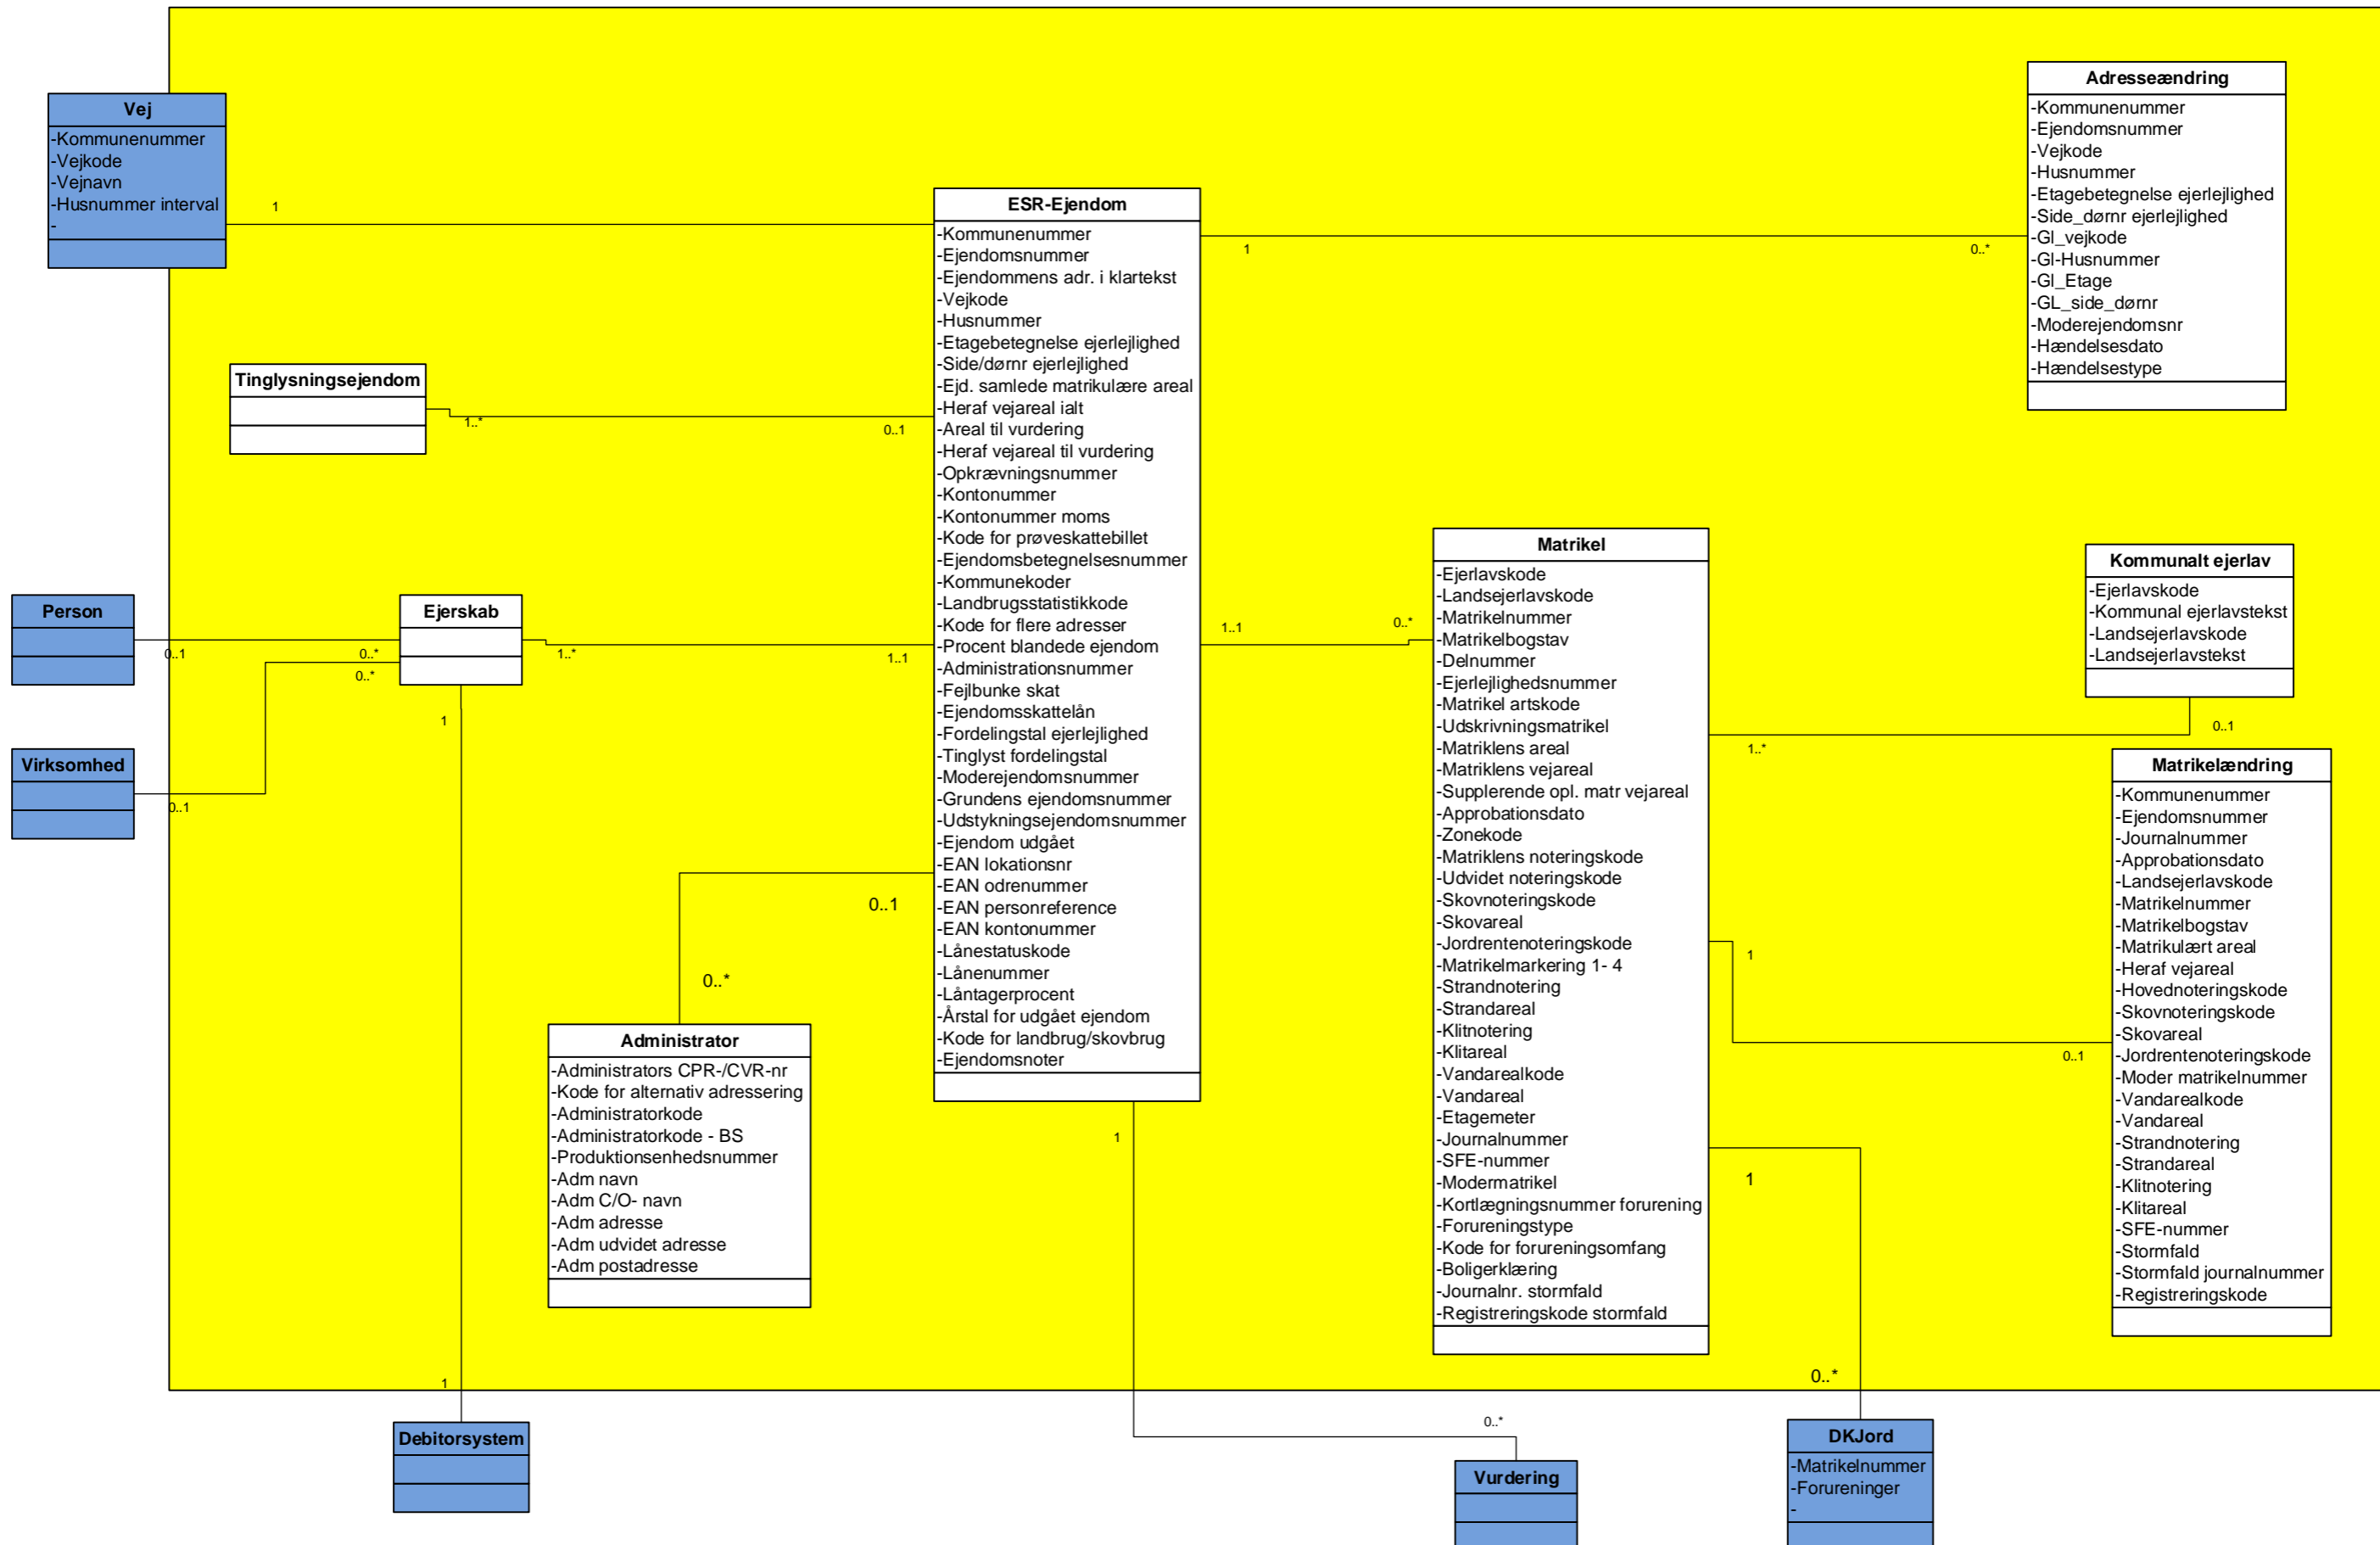 Vej
-Kommunenummer
-Vejkode
-Vejnavn
-Husnummer interval
-
1
Tinglysningsejendom
1..*
0..1
Person
0..1
0..*
Virksomhed
0..1
0..*
Ejerskab
1..*
1..1
1
1
Debitorsystem
ESR-Ejendom
-Kommunenummer
-Ejendomsnummer
-Ejendommens adr. i klartekst
-Vejkode
-Husnummer
-Etagebetegnelse ejerlejlighed
-Side/dørnr ejerlejlighed
-Ejd. samlede matrikulære areal
-Heraf vejareal ialt
-Areal til vurdering
-Heraf vejareal til vurdering
-Opkrævningsnummer
-Kontonummer
-Kontonummer moms
-Kode for prøveskattebillet
-Ejendomsbetegnelsesnummer
-Kommunekoder
-Landbrugsstatistikkode
-Kode for flere adresser
-Procent blandede ejendom
-Administrationsnummer
-Fejlbunke skat
-Ejendomsskattelån
-Fordelingstal ejerlejlighed
-Tinglyst fordelingstal
-Moderejendomsnummer
-Grundens ejendomsnummer
-Udstykningsejendomsnummer
-Ejendom udgået
-EAN lokationsnr
-EAN odrenummer
-EAN personreference
-EAN kontonummer
-Lånestatuskode
-Lånenummer
-Låntagerprocent
-Årstal for udgået ejendom
-Kode for landbrug/skovbrug
-Ejendomsnoter
0..1
0..*
Administrator
-Administrators CPR-/CVR-nr
-Kode for alternativ adressering
-Administratorkode
-Administratorkode - BS
-Produktionsenhedsnummer
-Adm navn
-Adm C/O- navn
-Adm adresse
-Adm udvidet adresse
-Adm postadresse
1
0..*
Vurdering
1
0..*
Adresseændring
-Kommunenummer
-Ejendomsnummer
-Vejkode
-Husnummer
-Etagebetegnelse ejerlejlighed
-Side_dørnr ejerlejlighed
-Gl_vejkode
-Gl-Husnummer
-Gl_Etage
-GL_side_dørnr
-Moderejendomsnr
-Hændelsesdato
-Hændelsestype
1..1
0..*
Matrikel
-Ejerlavskode
-Landsejerlavskode
-Matrikelnummer
-Matrikelbogstav
-Delnummer
-Ejerlejlighedsnummer
-Matrikel artskode
-Udskrivningsmatrikel
-Matriklens areal
-Matriklens vejareal
-Supplerende opl. matr vejareal
-Approbationsdato
-Zonekode
-Matriklens noteringskode
-Udvidet noteringskode
-Skovnoteringskode
-Skovareal
-Jordrentenoteringskode
-Matrikelmarkering 1- 4
-Strandnotering
-Strandareal
-Klitnotering
-Klitareal
-Vandarealkode
-Vandareal
-Etagemeter
-Journalnummer
-SFE-nummer
-Modermatrikel
-Kortlægningsnummer forurening
-Forureningstype
-Kode for forureningsomfang
-Boligerklæring
-Journalnr. stormfald
-Registreringskode stormfald
Kommunalt ejerlav
-Ejerlavskode
-Kommunal ejerlavstekst
-Landsejerlavskode
-Landsejerlavstekst
1..*
0..1
Matrikelændring
-Kommunenummer
-Ejendomsnummer
-Journalnummer
-Approbationsdato
-Landsejerlavskode
-Matrikelnummer
-Matrikelbogstav
-Matrikulært areal
-Heraf vejareal
-Hovednoteringskode
-Skovnoteringskode
-Skovareal
-Jordrentenoteringskode
-Moder matrikelnummer
-Vandarealkode
-Vandareal
-Strandnotering
-Strandareal
-Klitnotering
-Klitareal
-SFE-nummer
-Stormfald
-Stormfald journalnummer
-Registreringskode
1
0..1
1
0..*
DKJord
-Matrikelnummer
-Forureninger
-